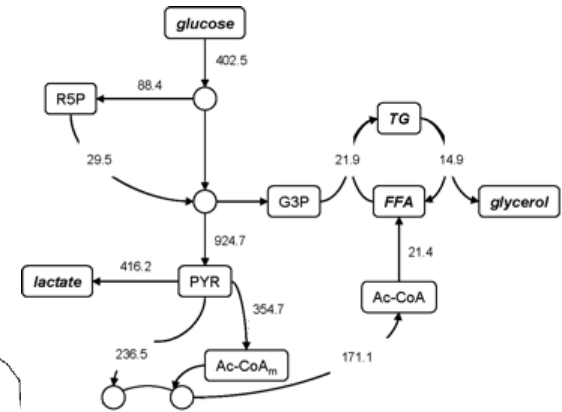 glucose
402.5
88.4
R5P
TG
29.5
21.9
14.9
G3P
FFA
glycerol
924.7
21.4
416.2
lactate
PYR
354.7
Ac-CoA
236.5
Ac-CoAm
171.1